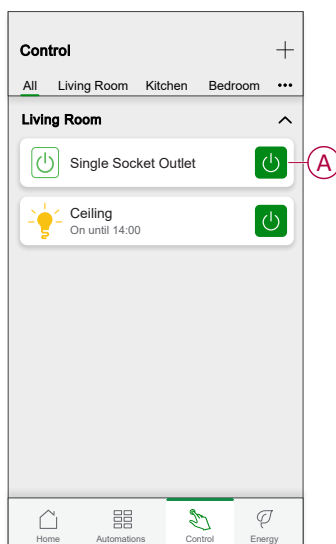 Control
All Living Room Kitchen Bedroom •••
Living Room
Single Socket Outlet
A
Ceiling
On until 14:00
Home Automations Control Energy